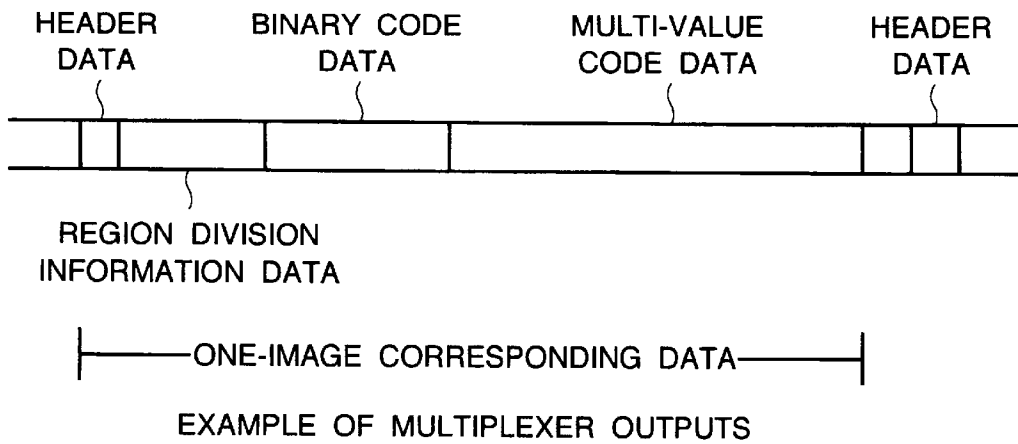 HEADER DATA
BINARY CODE DATA
MULTI-VALUE CODE DATA
HEADER DATA
REGION DIVISION
INFORMATION DATA
ONE-IMAGE CORRESPONDING DATA
EXAMPLE OF MULTIPLEXER OUTPUTS